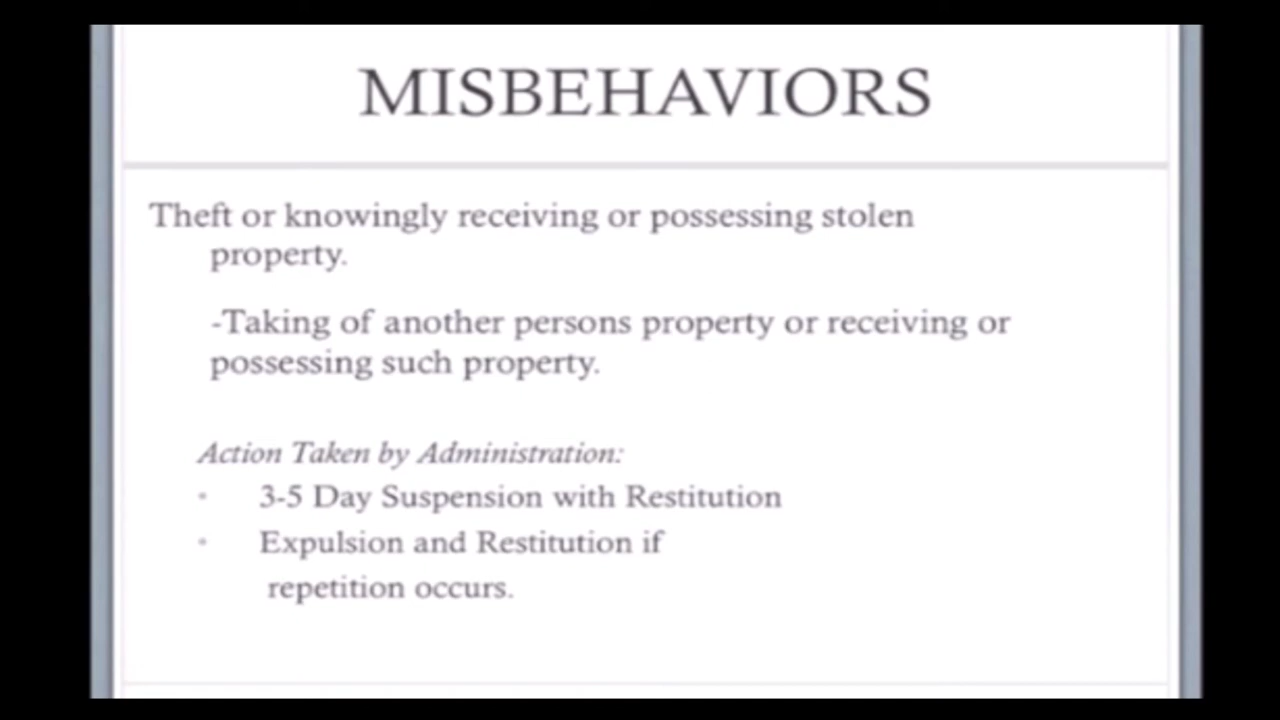 MISBEHAVIORS
Theft or knowingly receiving or possessing stolen
property.
-Taking of another persons property or receiving or
possessing such property.
Action Taken by Administration:
• 3-5 Day Suspension with Restitution
• Expulsion and Restitution if
repetition occurs.